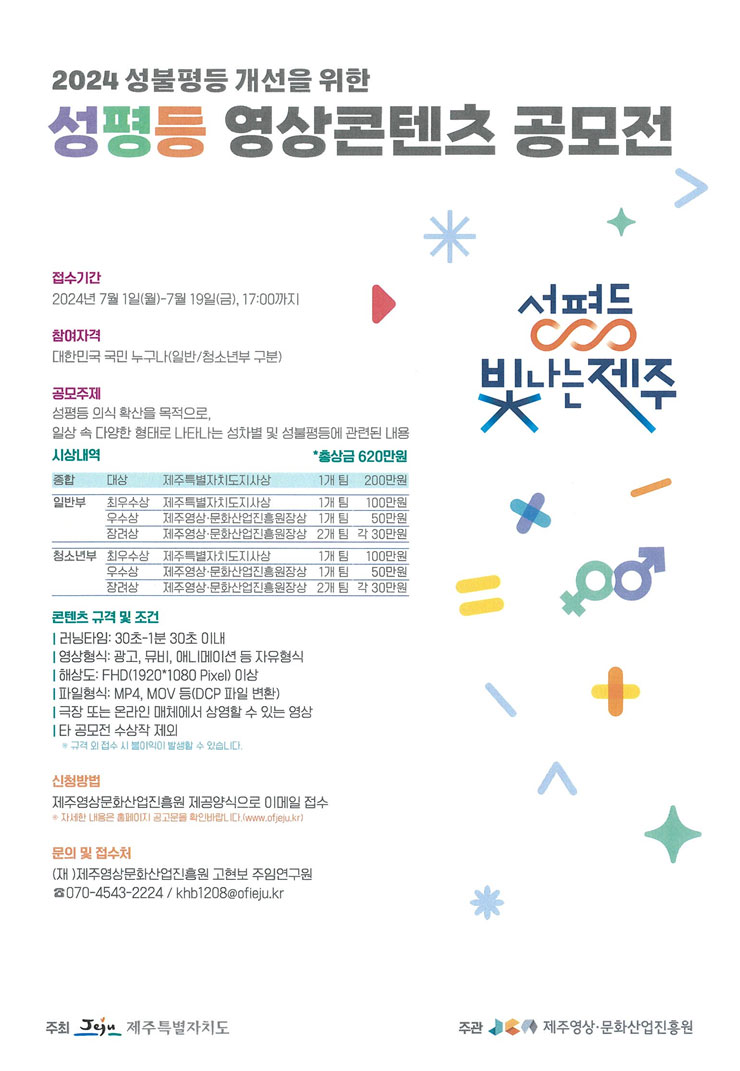 2024 성불평등 개선을 위한
성평등 영상콘텐츠 공모전
접수기간
2024년 7월 1일(월)-7월 19일(금), 17:00까지
참여자격
대한민국 국민 누구나(일반/청소년부 구분)
공모주제
성평등 의식 확산을 목적으로,
일상 속 다양한 형태로 나타나는 성차별 및 성불평등에 관련된 내용
시상내역 *총상금 620만원
종합 대상 제주특별자치도지사상 1개 팀 200만원
일반부 최우수상 제주특별자치도지사상 1개 팀 100만원
우수상 제주영상·문화산업진흥원장상 1개 팀 50만원
장려상 제주영상·문화산업진흥원장상 2개 팀 각 30만원
청소년부 최우수상 제주특별자치도지사상 1개 팀 100만원
우수상 제주영상·문화산업진흥원장상 1개 팀 50만원
장려상 제주영상·문화산업진흥원장상 2개 팀 각 30만원
콘텐츠 규격 및 조건
| 러닝타임: 30초-1분 30초 이내
| 영상형식: 광고, 뮤비, 애니메이션 등 자유형식
| 해상도: FHD(1920*1080 Pixel) 이상
| 파일형식: MP4, MOV 등(DCP 파일 변환)
| 극장 또는 온라인 매체에서 상영할 수 있는 영상
| 타 공모전 수상작 제외
※ 규격 외 접수 시 불이익이 발생할 수 있습니다.
신청방법
제주영상문화산업진흥원 제공양식으로 이메일 접수
※ 자세한 내용은 홈페이지 공고문을 확인바랍니다.(www.ofjeju.kr)
문의 및 접수처
(재 )제주영상문화산업진흥원 고현보 주임연구원
☎070-4543-2224 / khb1208@ofjeju.kr
성평등
빛나는 제주
주최 Jeju 제주특별자치도
주관 제주영상·문화산업진흥원